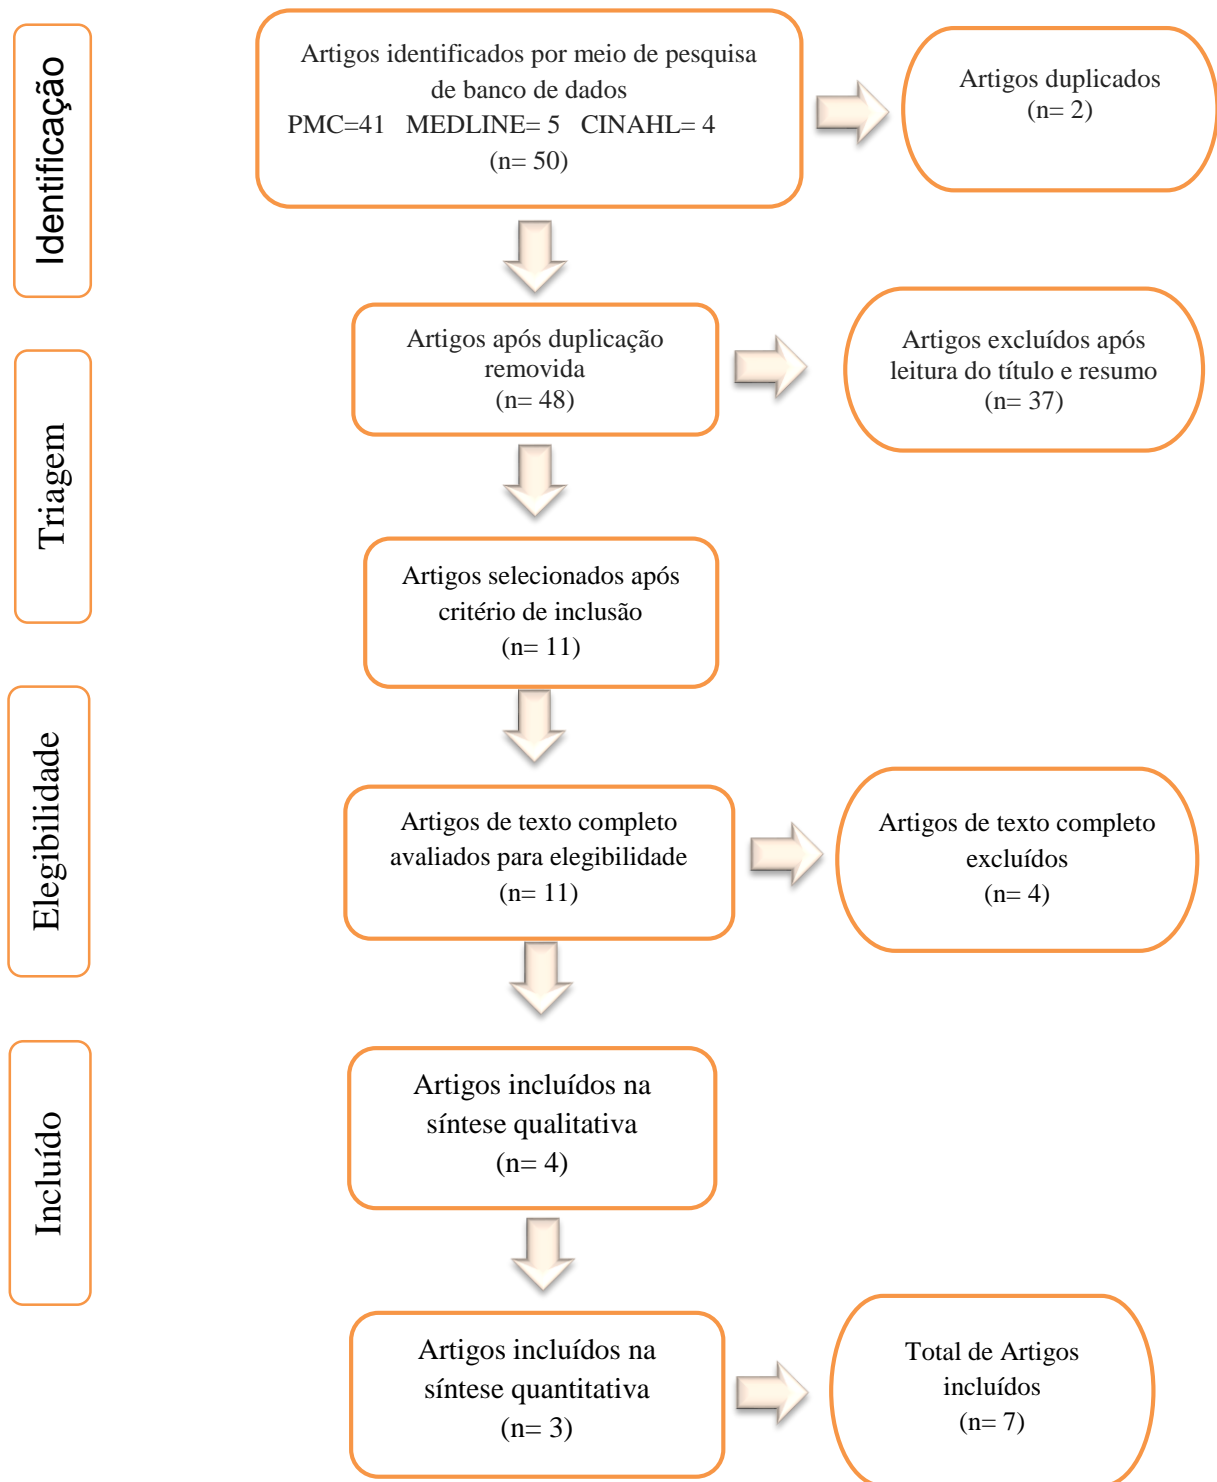 Identificação
Artigos identificados por meio de pesquisa
de banco de dados
PMC=41 MEDLINE= 5 CINAHL= 4
(n= 50)
Artigos duplicados
(n= 2)
Triagem
Artigos após duplicação
removida
(n= 48)
Artigos excluídos após
leitura do título e resumo
(n= 37)
Artigos selecionados após
critério de inclusão
(n= 11)
Elegibilidade
Artigos de texto completo
avaliados para elegibilidade
(n= 11)
Artigos de texto completo
excluídos
(n= 4)
Incluído
Artigos incluídos na
síntese qualitativa
(n= 4)
Artigos incluídos na
síntese quantitativa
(n= 3)
Total de Artigos
incluídos
(n= 7)